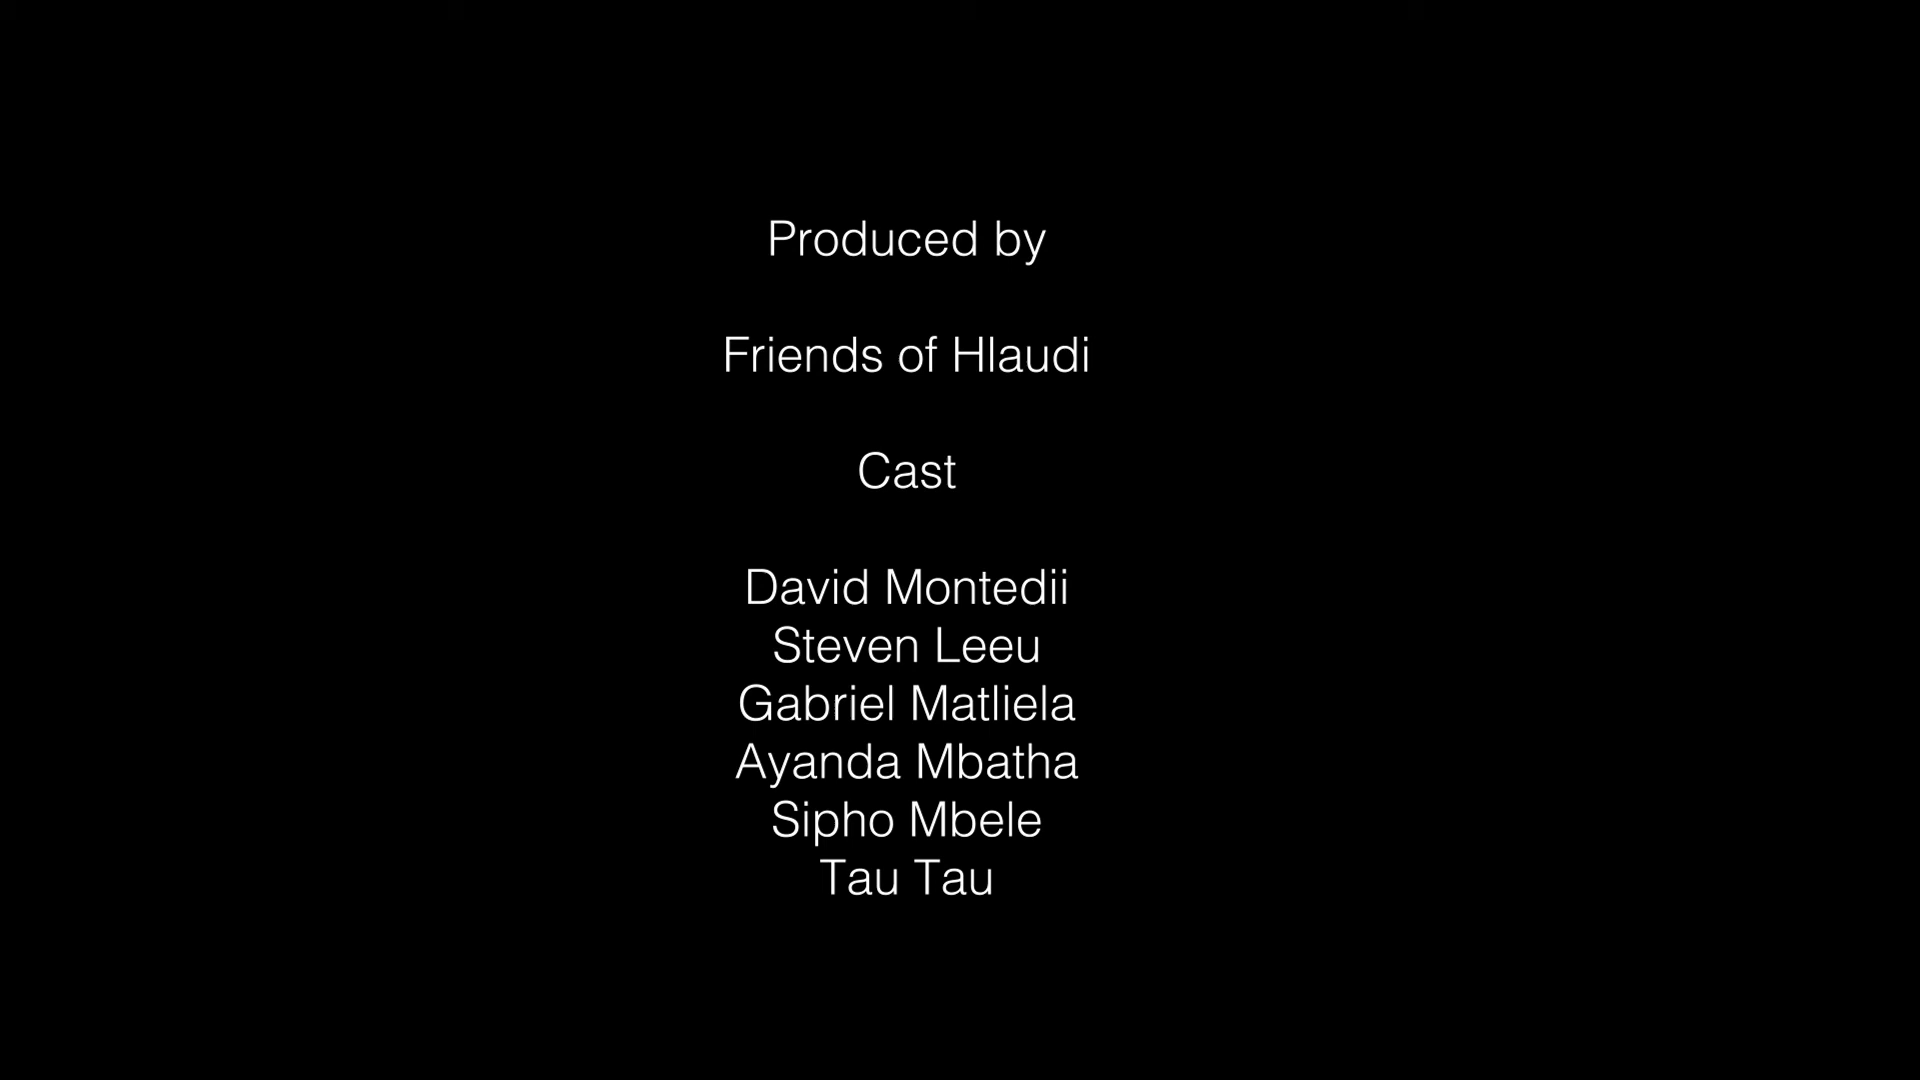 Produced by
Friends of Hlaudi
Cast
David Montedii
Steven Leeu
Gabriel Matliela
Ayanda Mbatha
Sipho Mbele
Tau Tau